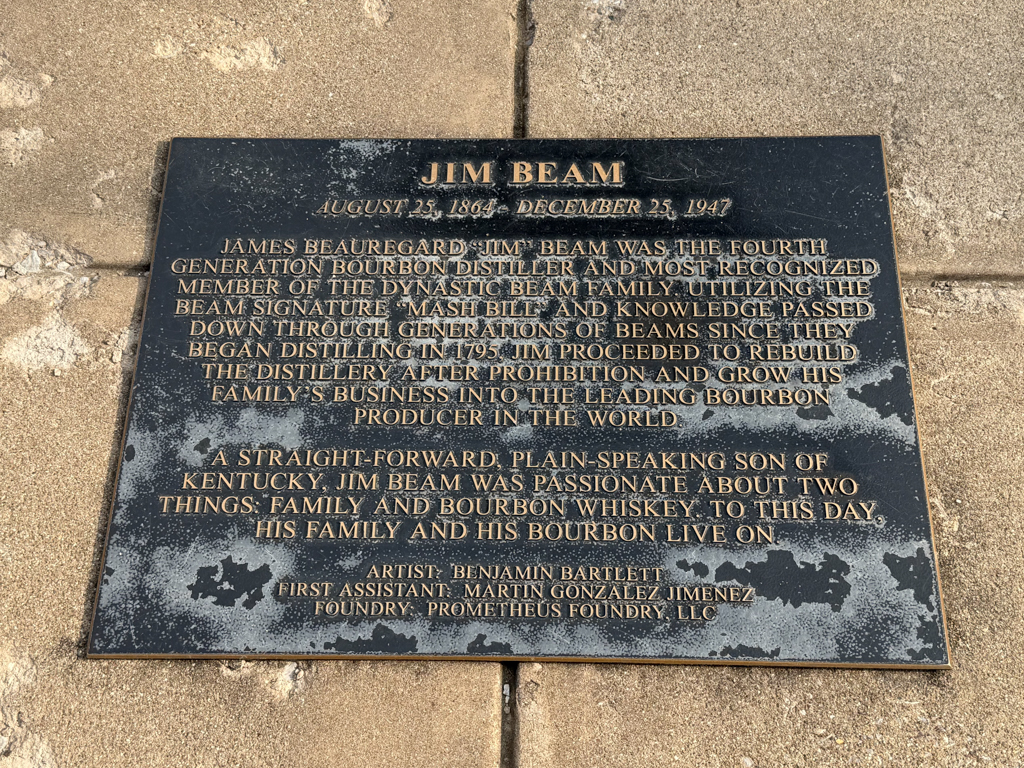 JIM BEAM
AUGUST 25, 1864 - DECEMBER 25, 1947
JAMES BEAUREGARD "JIM" BEAM WAS THE FOURTH
GENERATION BOURBON DISTILLER AND MOST RECOGNIZED
MEMBER OF THE DYNASTIC BEAM FAMILY. UTILIZING THE
BEAM SIGNATURE "MASH BILL" AND KNOWLEDGE PASSED
DOWN THROUGH GENERATIONS OF BEAMS SINCE THEY
BEGAN DISTILLING IN 1795, JIM PROCEEDED TO REBUILD
THE DISTILLERY AFTER PROHIBITION AND GROW HIS
FAMILY'S BUSINESS INTO THE LEADING BOURBON
PRODUCER IN THE WORLD.
A STRAIGHT-FORWARD, PLAIN-SPEAKING SON OF
KENTUCKY, JIM BEAM WAS PASSIONATE ABOUT TWO
THINGS: FAMILY AND BOURBON WHISKEY. TO THIS DAY,
HIS FAMILY AND HIS BOURBON LIVE ON.
ARTIST: BENJAMIN BARTLETT
FIRST ASSISTANT: MARTIN GONZALEZ JIMENEZ
FOUNDRY: PROMETHEUS FOUNDRY, LLC